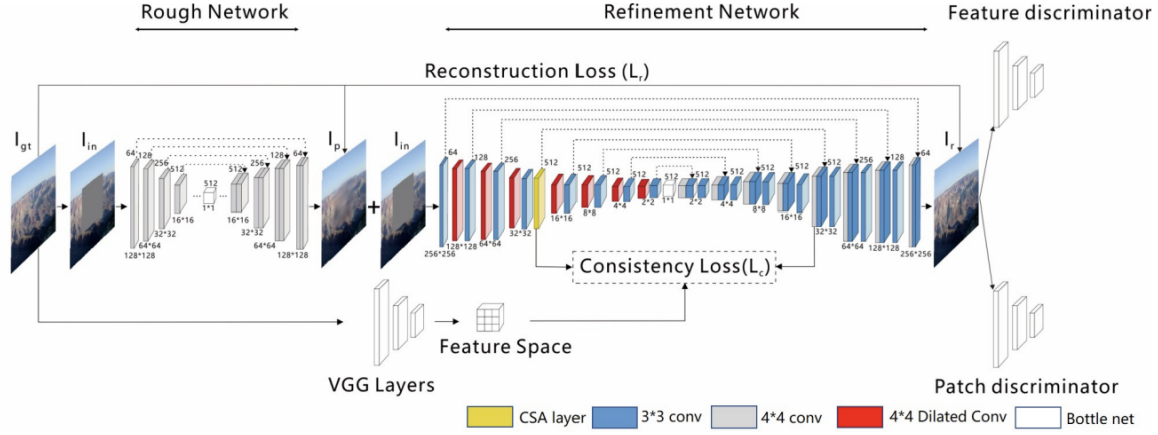 Rough Network
Refinement Network
Feature discriminator
Reconstruction Loss (Lr)
Igt
Iin
Ip
Iin
Ir
64 128 256 512 512 512 256 128 64
1*1
16*16 16*16
32*32 32*32
64*64 64*64
128*128 128*128
+
64 128 256 512 512 512 512 512 512 512 512 512 512 256 128 64
1*1
2*2 2*2
4*4 4*4
8*8 8*8
16*16 16*16
32*32 32*32
64*64 64*64
128*128 128*128
256*256 256*256
Consistency Loss(Lc)
Feature Space
VGG Layers
Patch discriminator
CSA layer
3*3 conv
4*4 conv
4*4 Dilated Conv
Bottle net